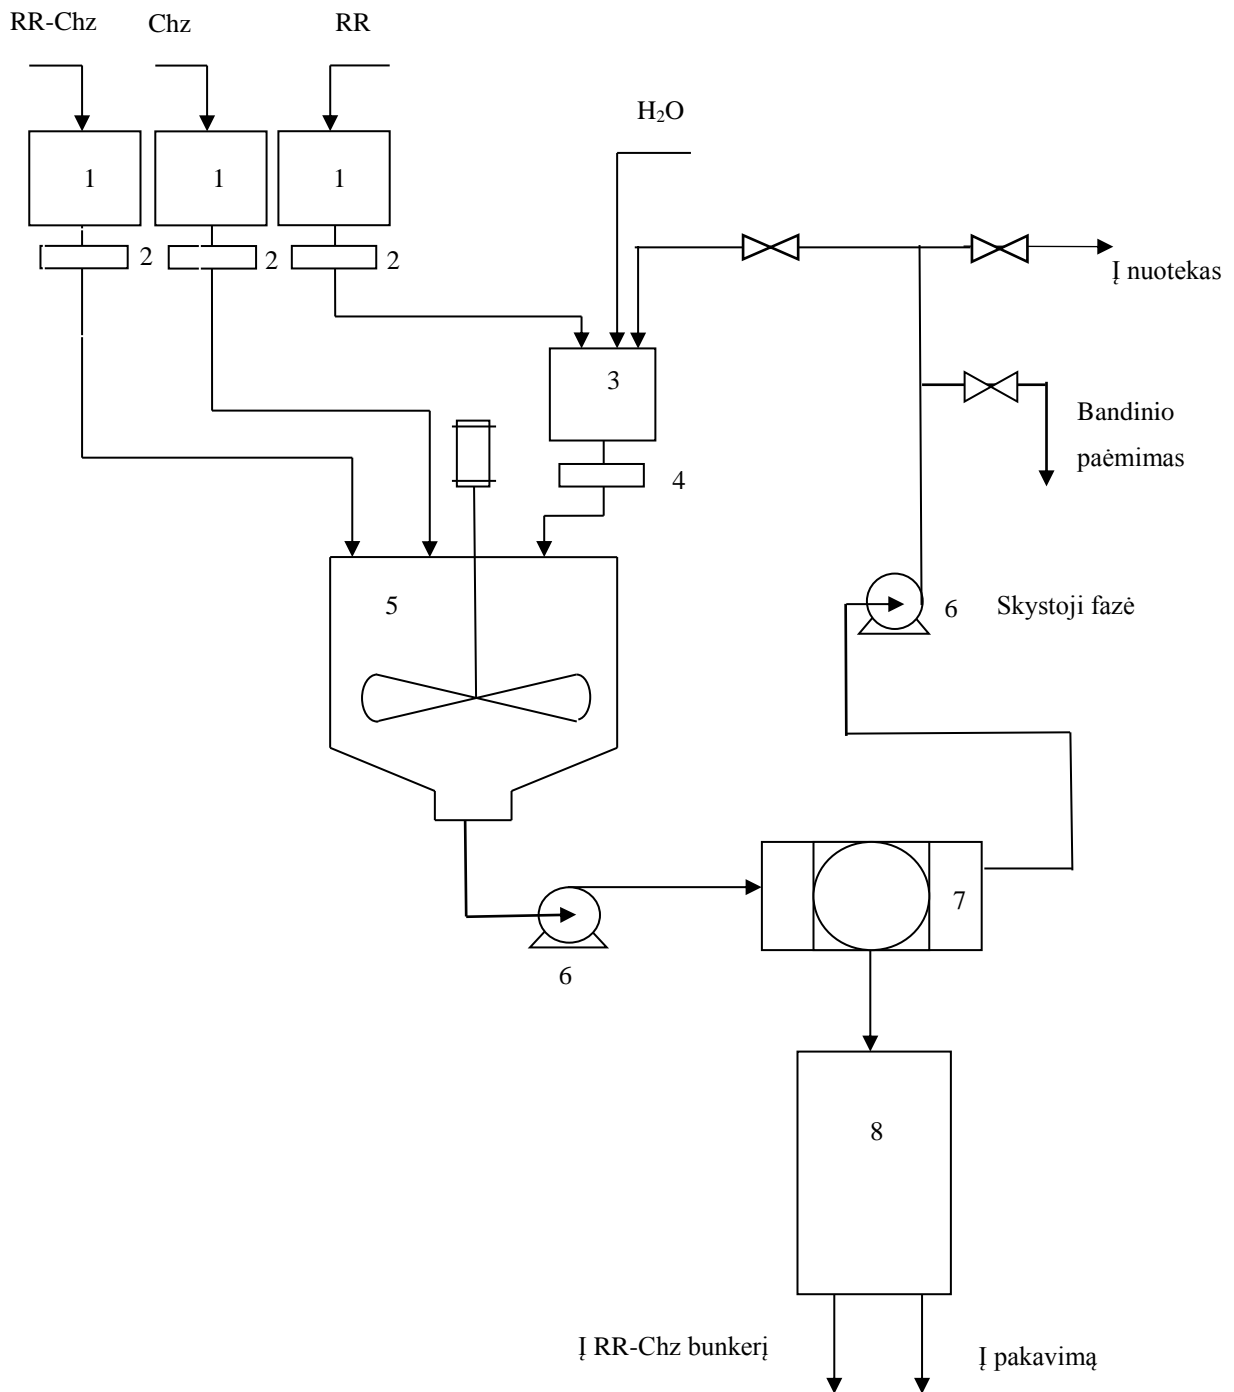 RR-Chz
Chz
RR
H₂O
1
1
1
2
2
2
Į nuotekas
3
Bandinio
paėmimas
4
5
6
Skystoji fazė
7
6
8
Į RR-Chz bunkerį
Į pakavimą